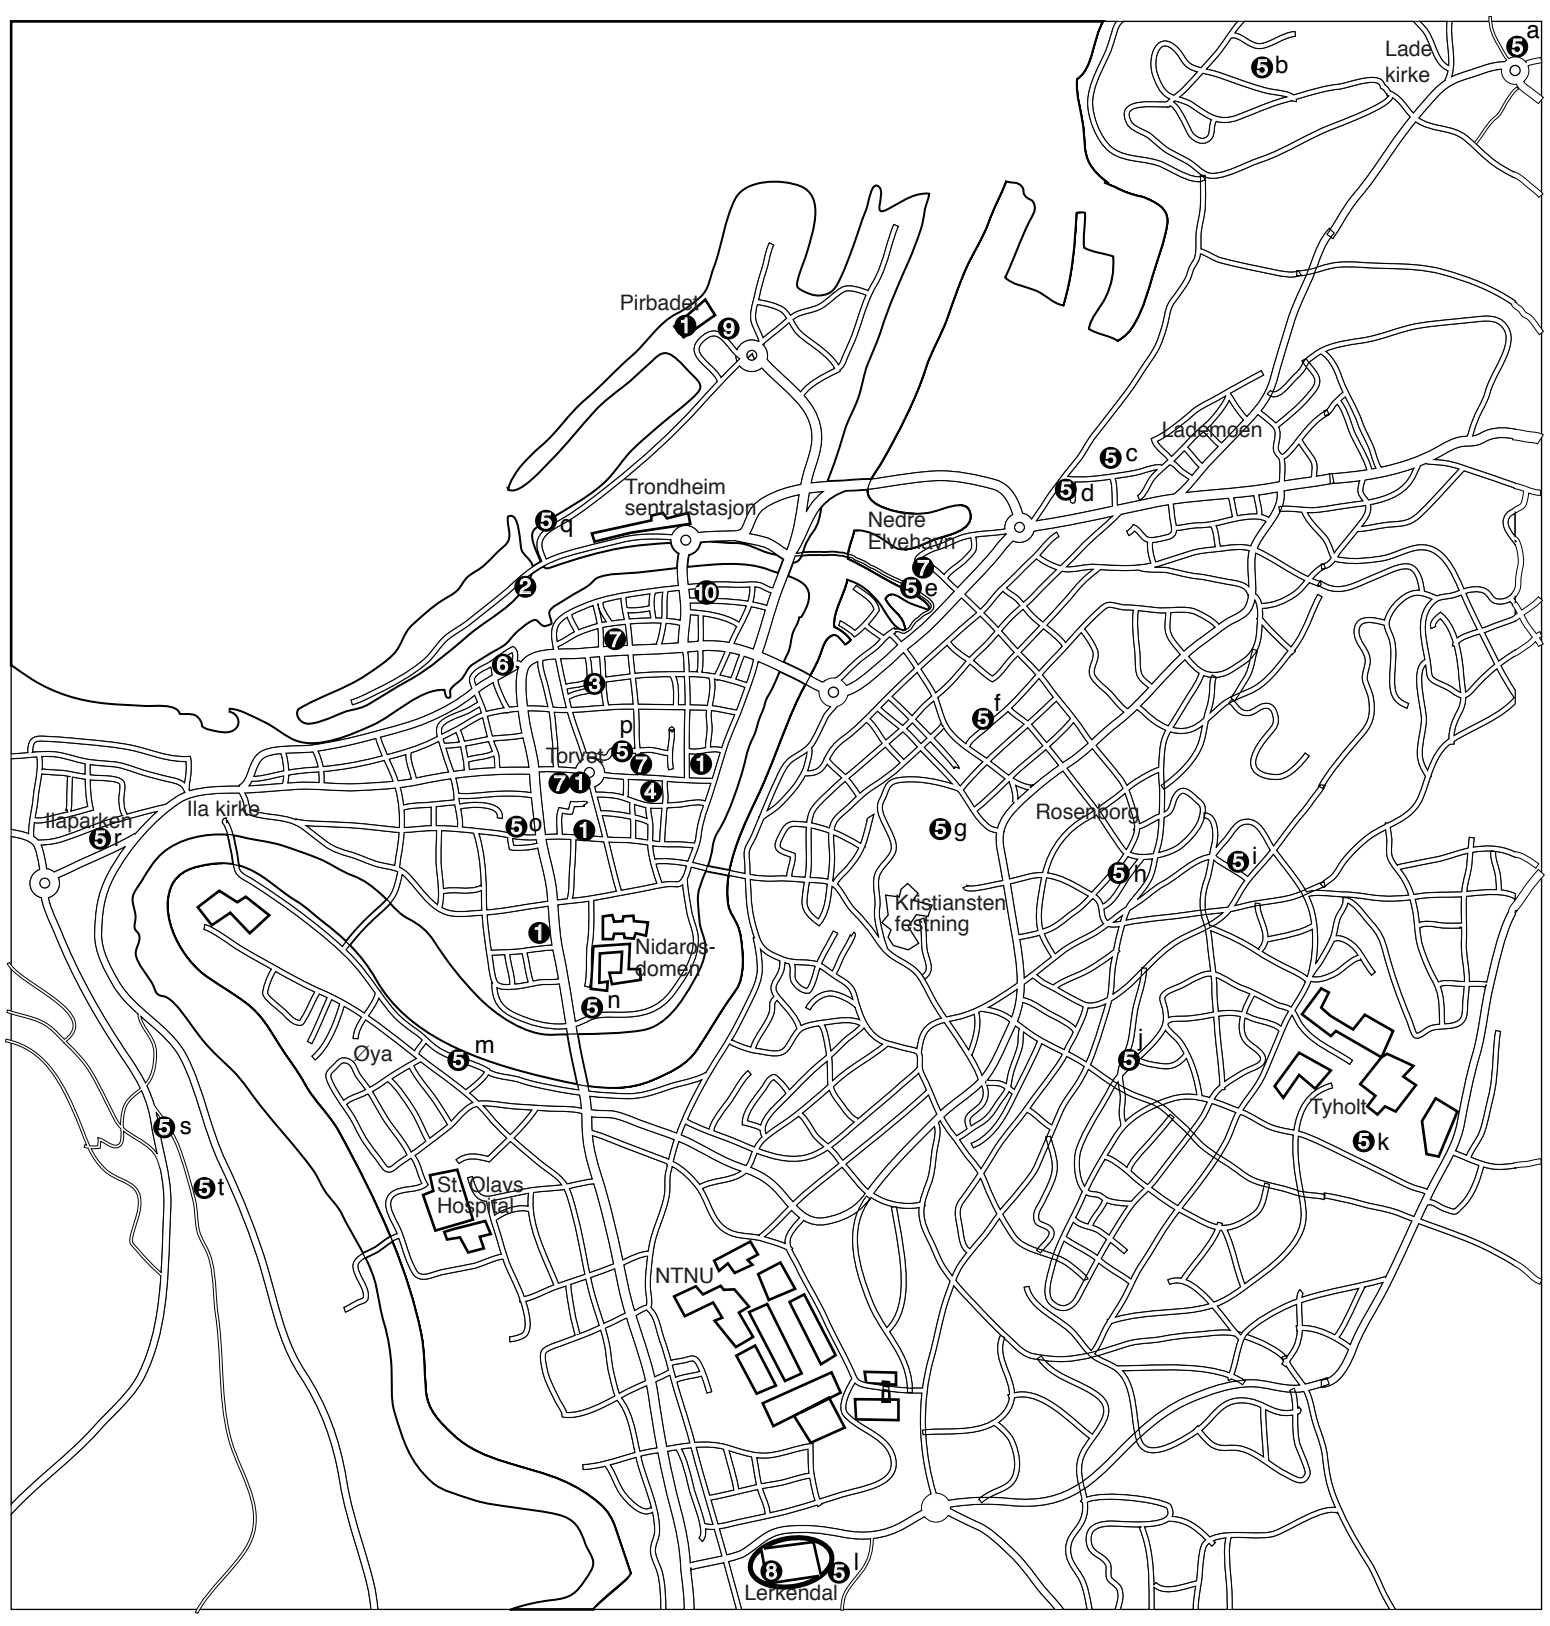 a
5
Lade
kirke
5 b
Pirbadet
1
9
Lademoen
5 c
5 d
Trondheim
sentralstasjon
5 q
Nedre
Elvehavn
7
5 e
2
10
7
6
3
5 f
p
5
Torvet
7
1
7 1
4
Ilaparken
5 r
Ila kirke
5 o
1
5 g
Rosenborg
5 h
5 i
Kristiansten
festning
1
Nidaros-
domen
5 n
Øya
5 m
j
5
Tyholt
5 k
5 s
5 t
St. Olavs
Hospital
NTNU
8
5 l
Lerkendal